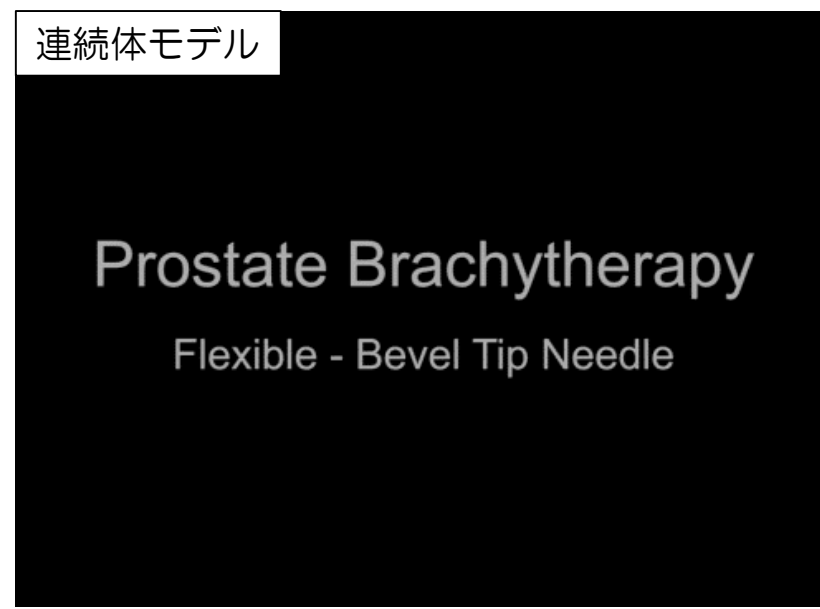 連続体モデル
Prostate Brachytherapy
Flexible - Bevel Tip Needle